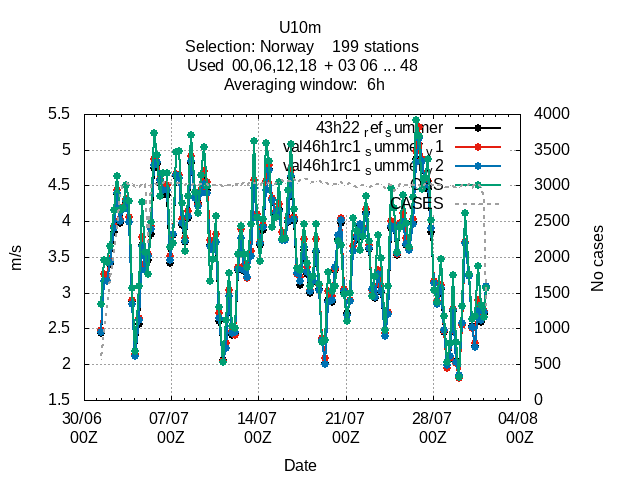 U10m
Selection: Norway    199 stations
Used  00,06,12,18  + 03 06 ... 48
Averaging window:  6h
43h22 ref summer
val46h1rc1 summer v1
val46h1rc1 summer v2
OBS
CASES
5.5
5
4.5
4
3.5
3
2.5
2
1.5
m/s
4000
3500
3000
2500
2000
1500
1000
500
0
No cases
30/06 07/07 14/07 21/07 28/07 04/08
00Z 00Z 00Z 00Z 00Z 00Z
Date